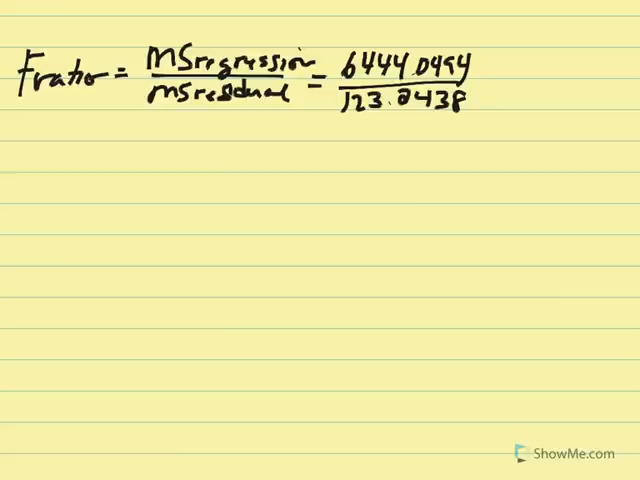 Fratio = MSregression / MSresidual = 6444.0494 / 123.2438
ShowMe.com